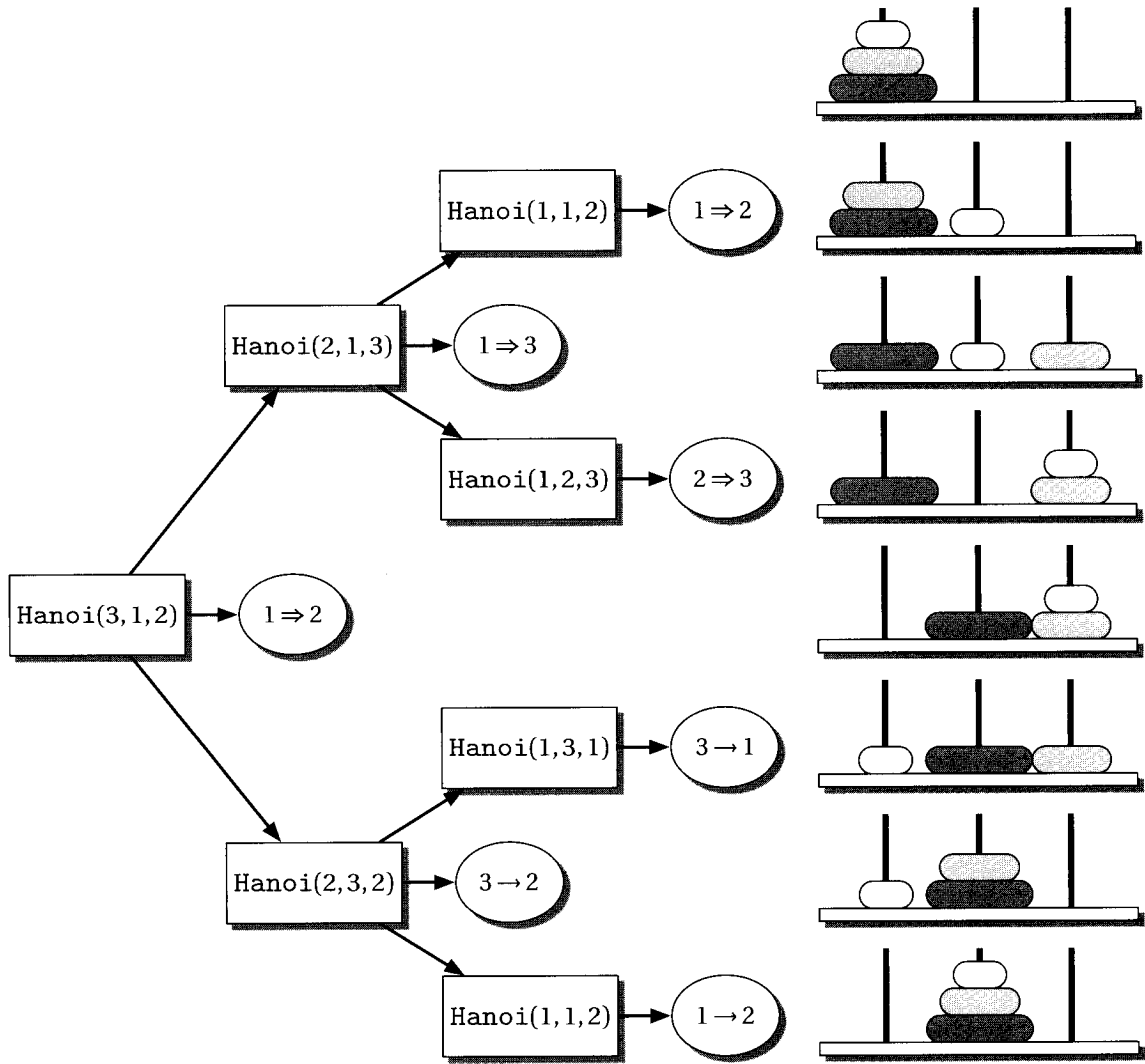 Hanoi(1,1,2) 1⇒2
Hanoi(2,1,3) 1⇒3
Hanoi(1,2,3) 2⇒3
Hanoi(3,1,2) 1⇒2
Hanoi(1,3,1) 3→1
Hanoi(2,3,2) 3→2
Hanoi(1,1,2) 1→2